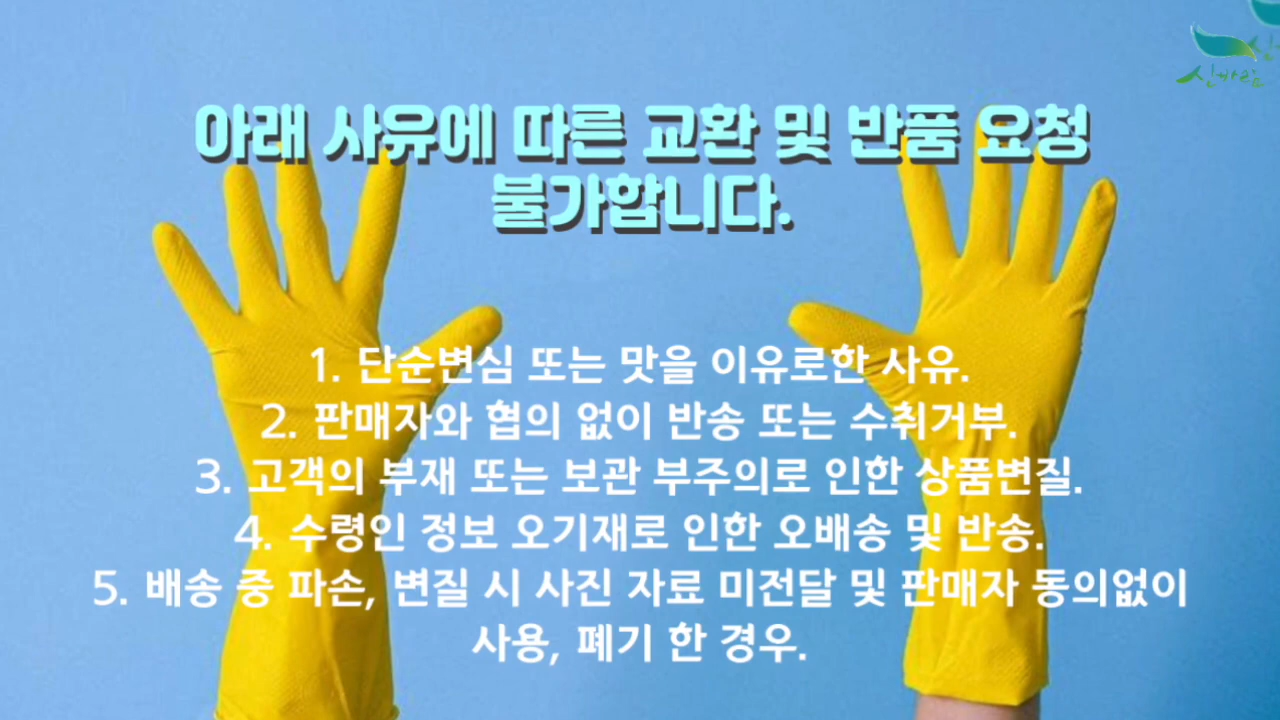 신바람
아래 사유에 따른 교환 및 반품 요청
불가합니다.
1. 단순변심 또는 맛을 이유로한 사유.
2. 판매자와 협의 없이 반송 또는 수취거부.
3. 고객의 부재 또는 보관 부주의로 인한 상품변질.
4. 수령인 정보 오기재로 인한 오배송 및 반송.
5. 배송 중 파손, 변질 시 사진 자료 미전달 및 판매자 동의없이
사용, 폐기 한 경우.